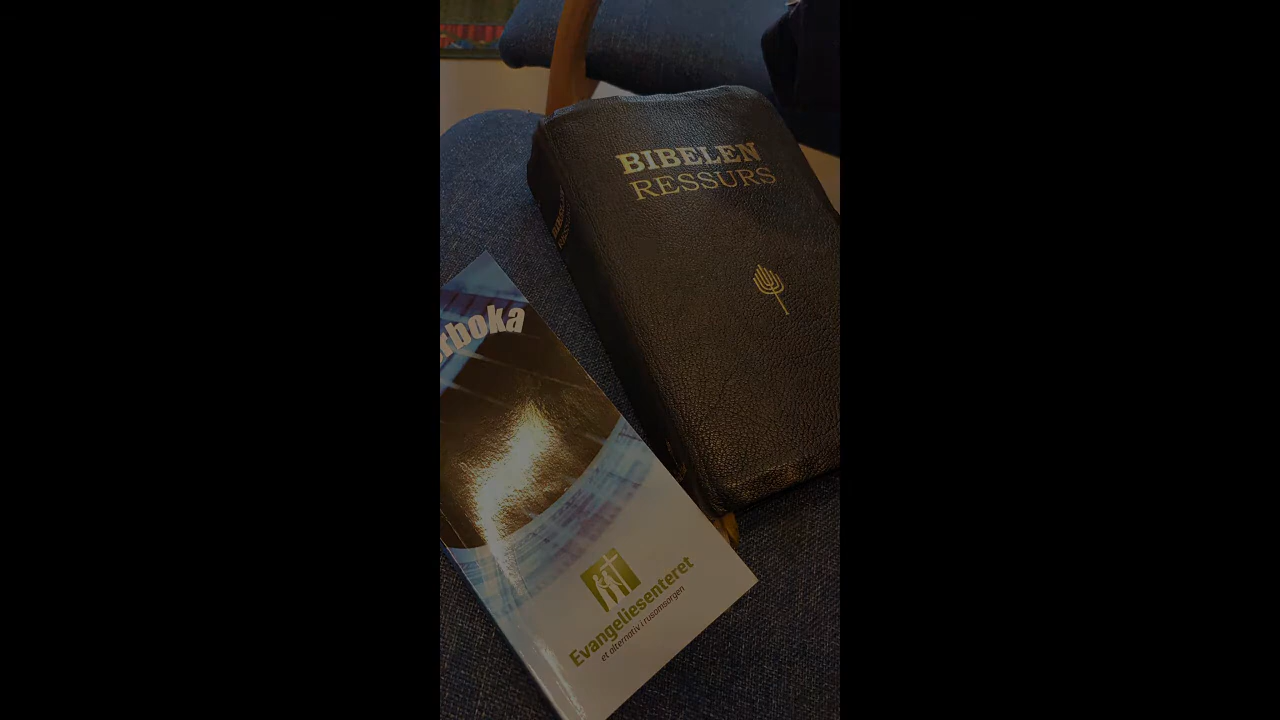 BIBELEN
RESSURS
rboka
Evangeliesenteret
et alternativ i rusomsorgen